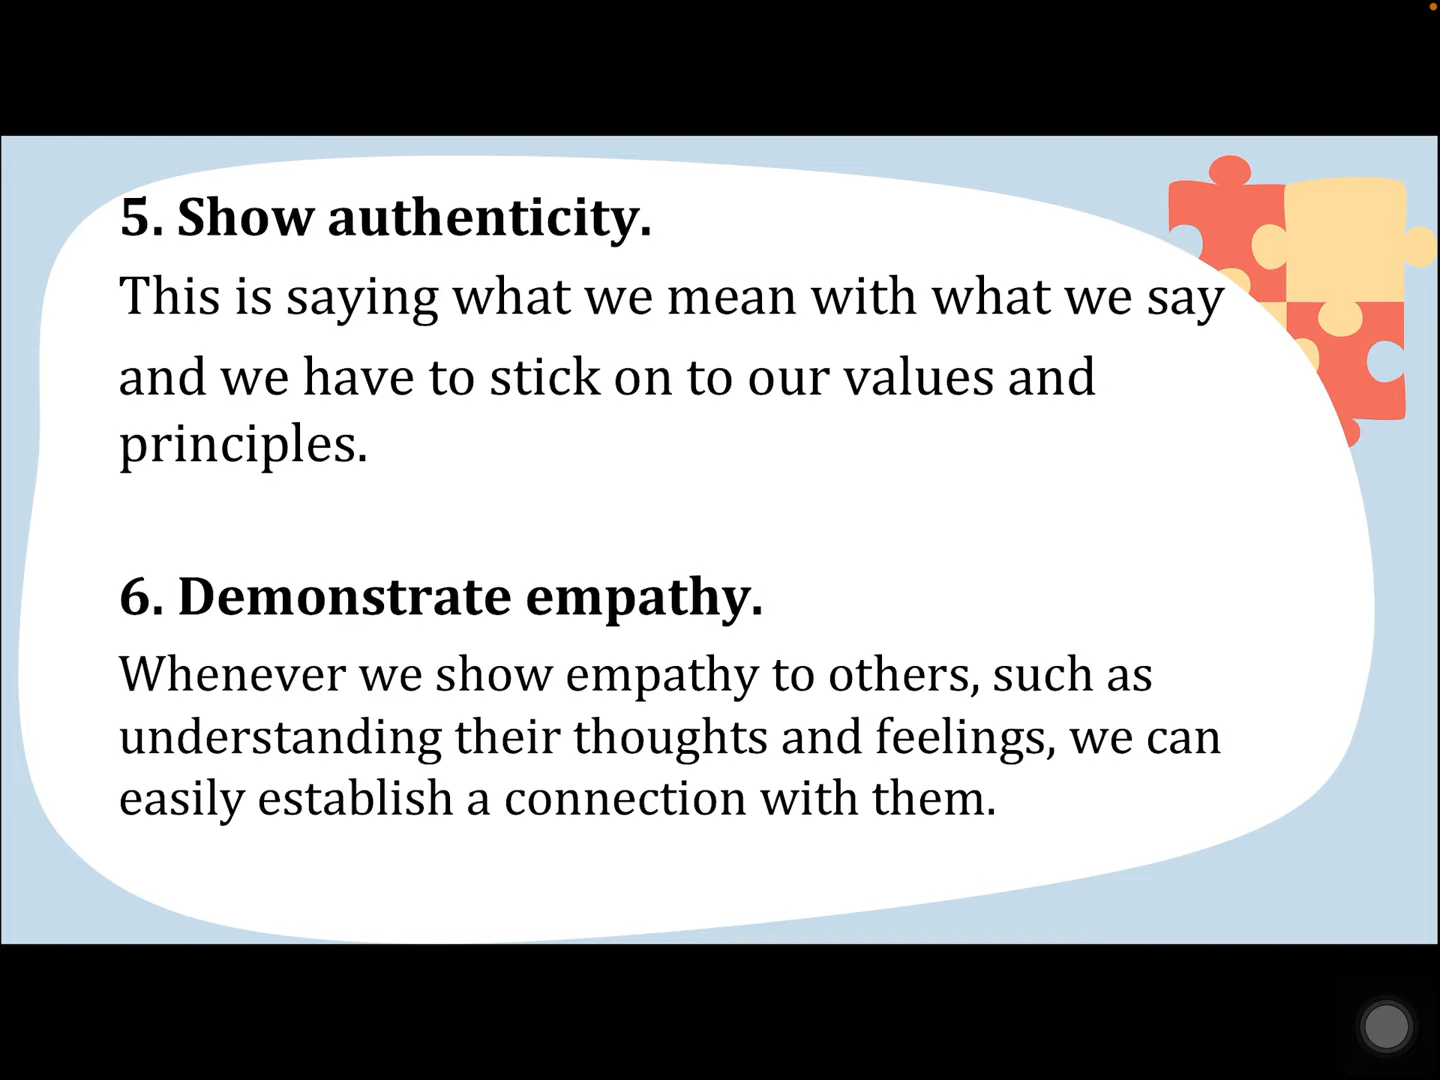 5. Show authenticity.
This is saying what we mean with what we say
and we have to stick on to our values and
principles.
6. Demonstrate empathy.
Whenever we show empathy to others, such as
understanding their thoughts and feelings, we can
easily establish a connection with them.